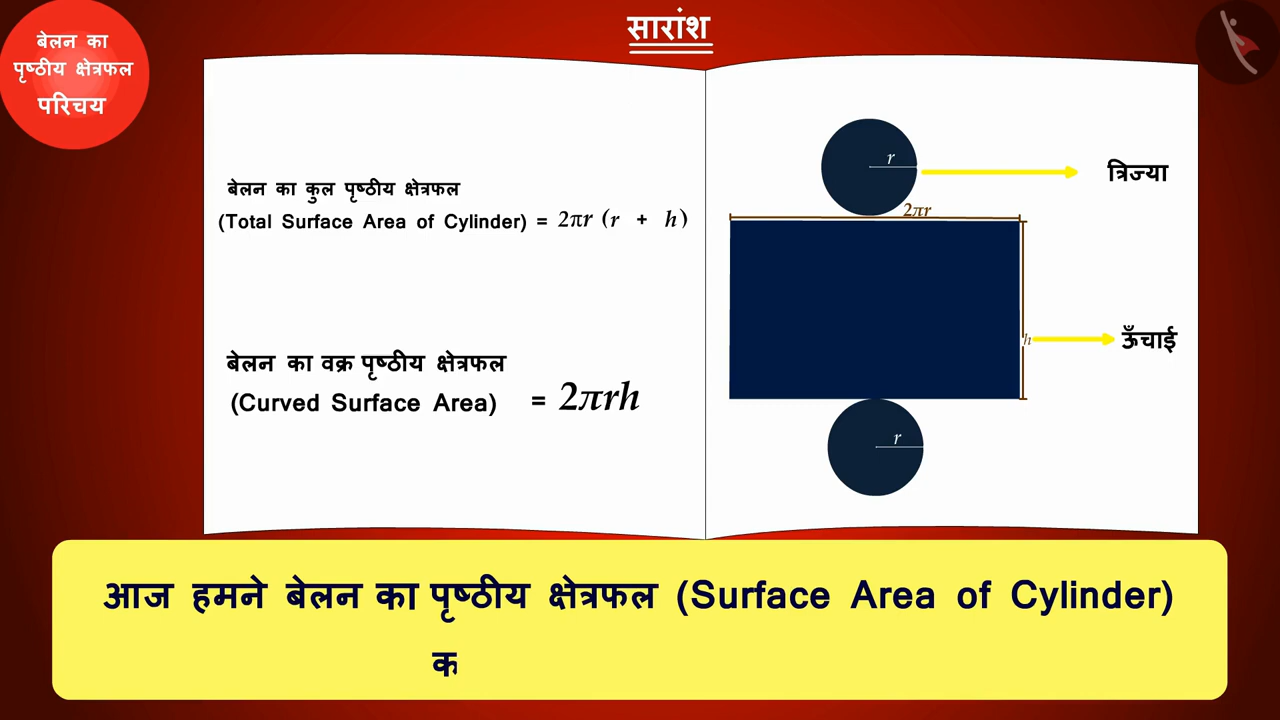 सारांश
बेलन का
पृष्ठीय क्षेत्रफल
परिचय
बेलन का कुल पृष्ठीय क्षेत्रफल
(Total Surface Area of Cylinder) = 2πr (r + h)
बेलन का वक्र पृष्ठीय क्षेत्रफल
(Curved Surface Area) = 2πrh
r
त्रिज्या
2πr
h
ऊँचाई
r
आज हमने बेलन का पृष्ठीय क्षेत्रफल (Surface Area of Cylinder)
क